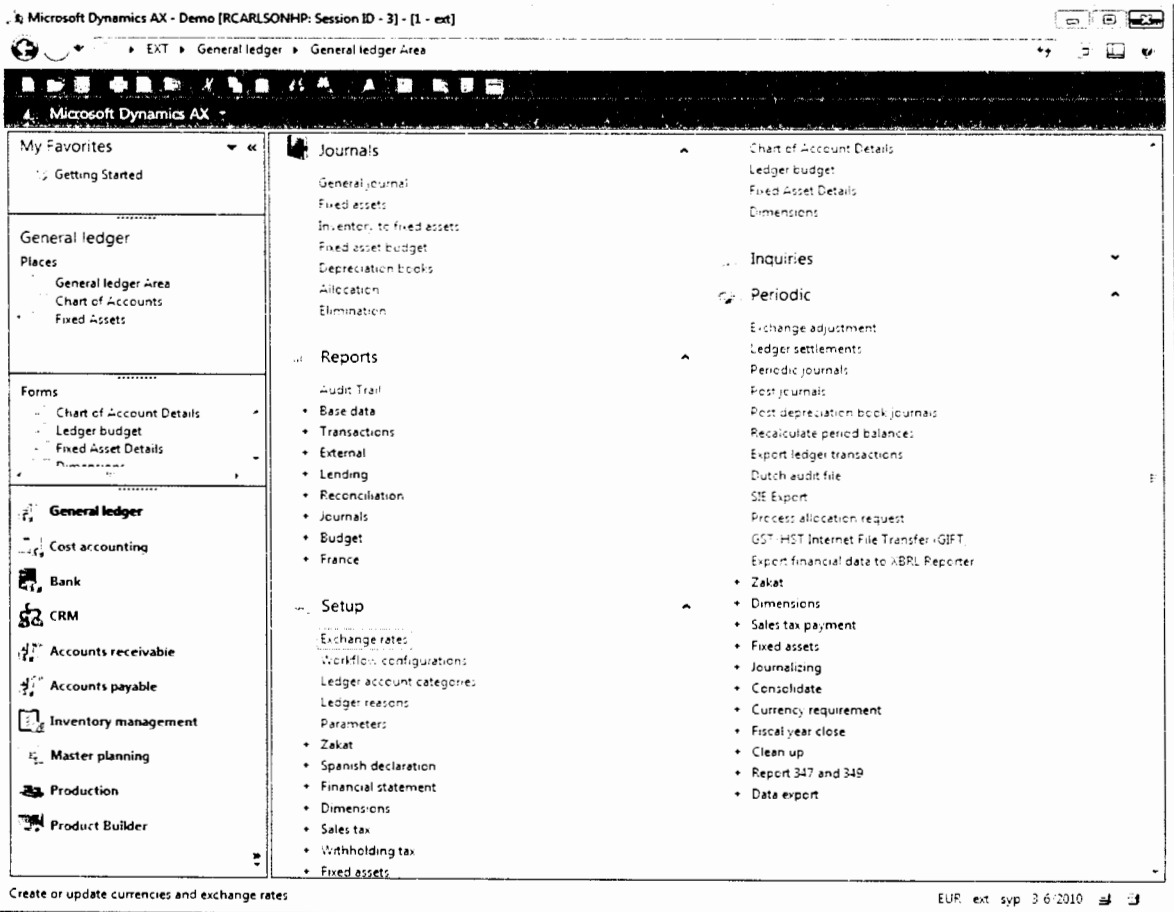 Microsoft Dynamics AX - Demo [RCARLSONHP: Session ID - 3] - [1 - ext]
EXT General ledger General ledger Area
Microsoft Dynamics AX
My Favorites
Getting Started
General ledger
Places
General ledger Area
Chart of Accounts
Fixed Assets
Forms
Chart of Account Details
Ledger budget
Fixed Asset Details
Dimensions
General ledger
Cost accounting
Bank
CRM
Accounts receivable
Accounts payable
Inventory management
Master planning
Production
Product Builder
Journals
General journal
Fixed assets
Inventory to fixed assets
Fixed asset budget
Depreciation books
Allocation
Elimination
Reports
Audit Trail
Base data
Transactions
External
Lending
Reconciliation
Journals
Budget
France
Setup
Exchange rates
Workflow configurations
Ledger account categories
Ledger reasons
Parameters
Zakat
Spanish declaration
Financial statement
Dimensions
Sales tax
Withholding tax
Fixed assets
Chart of Account Details
Ledger budget
Fixed Asset Details
Dimensions
Inquiries
Periodic
Exchange adjustment
Ledger settlements
Periodic journals
Post journals
Post depreciation book journals
Recalculate period balances
Export ledger transactions
Dutch audit file
SIE Export
Process allocation request
GST/HST Internet File Transfer (GIFT)
Export financial data to XBRL Reporter
Zakat
Dimensions
Sales tax payment
Fixed assets
Journalizing
Consolidate
Currency requirement
Fiscal year close
Clean up
Report 347 and 349
Data export
Create or update currencies and exchange rates
EUR ext syp 3/6/2010